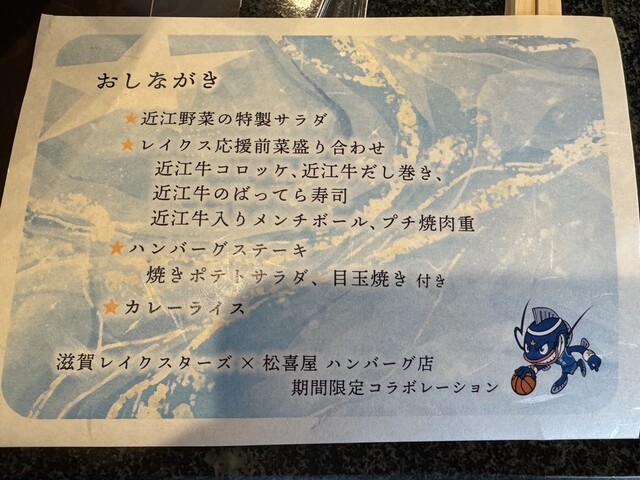 おしながき
★近江野菜の特製サラダ
★レイクス応援前菜盛り合わせ
近江牛コロッケ、近江牛だし巻き、
近江牛のばってら寿司
近江牛入りメンチボール、プチ焼肉重
★ハンバーグステーキ
焼きポテトサラダ、目玉焼き 付き
★カレーライス
滋賀レイクスターズ × 松喜屋 ハンバーグ店
期間限定コラボレーション